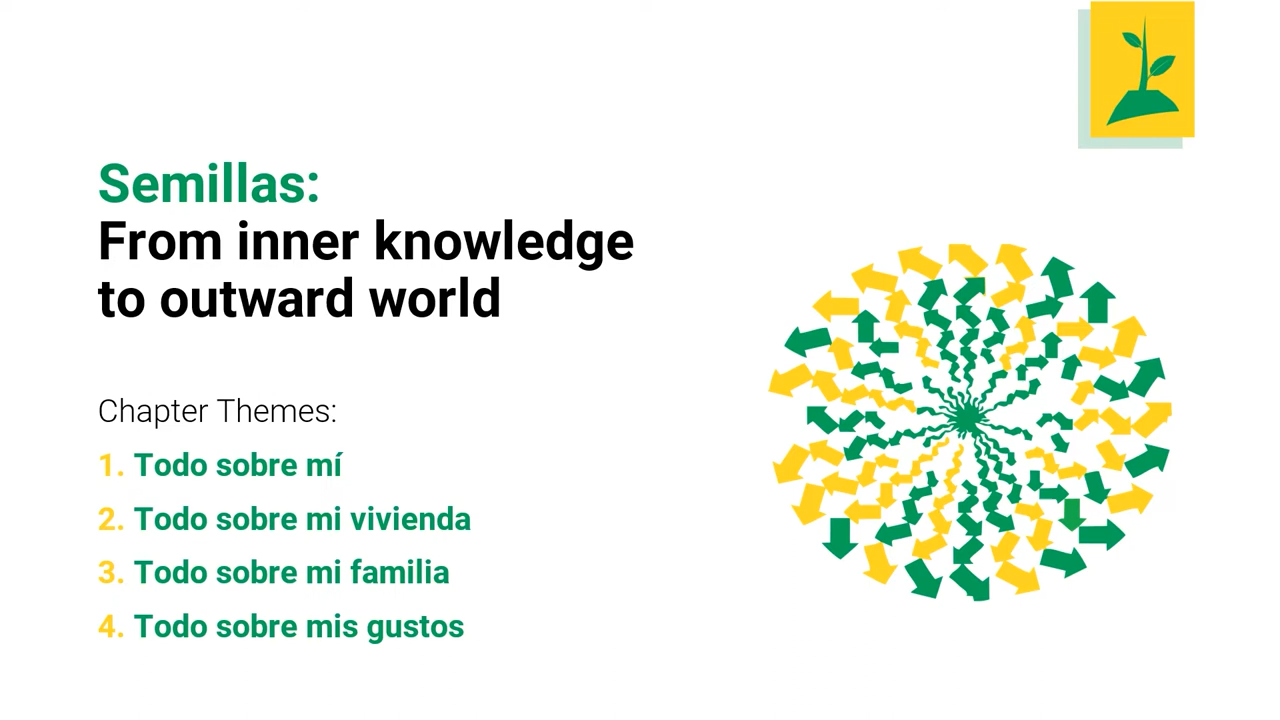 Semillas:
From inner knowledge
to outward world
Chapter Themes:
1. Todo sobre mí
2. Todo sobre mi vivienda
3. Todo sobre mi familia
4. Todo sobre mis gustos